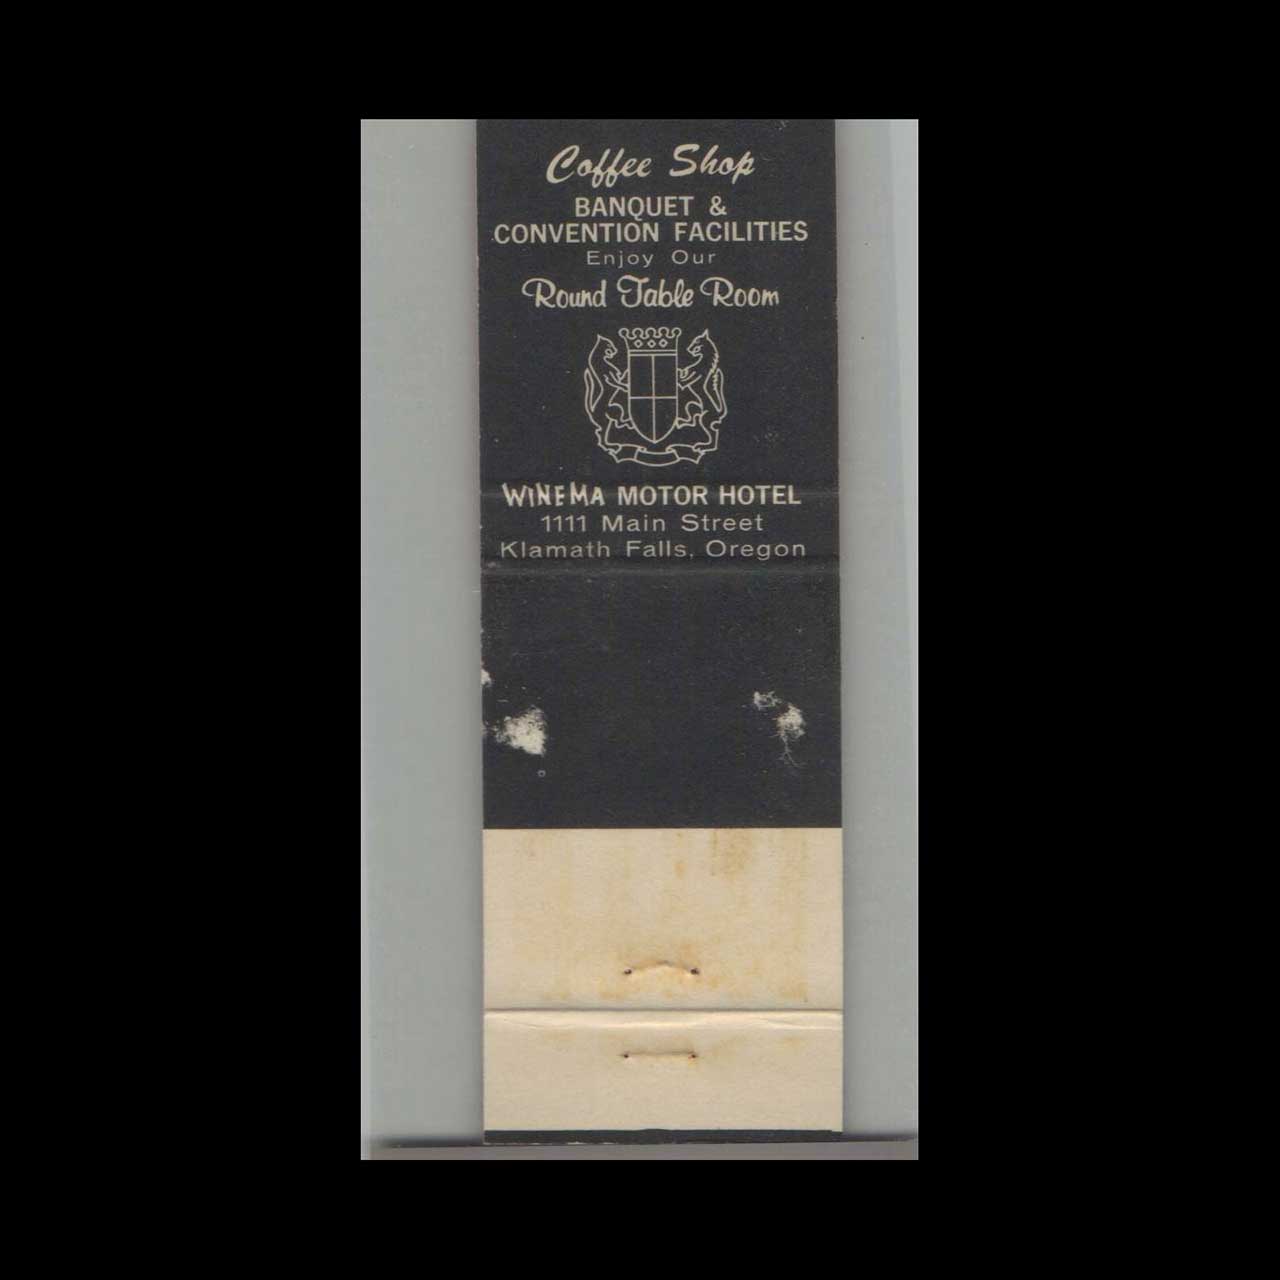 Coffee Shop
BANQUET &
CONVENTION FACILITIES
Enjoy Our
Round Table Room
WINEMA MOTOR HOTEL
1111 Main Street
Klamath Falls, Oregon